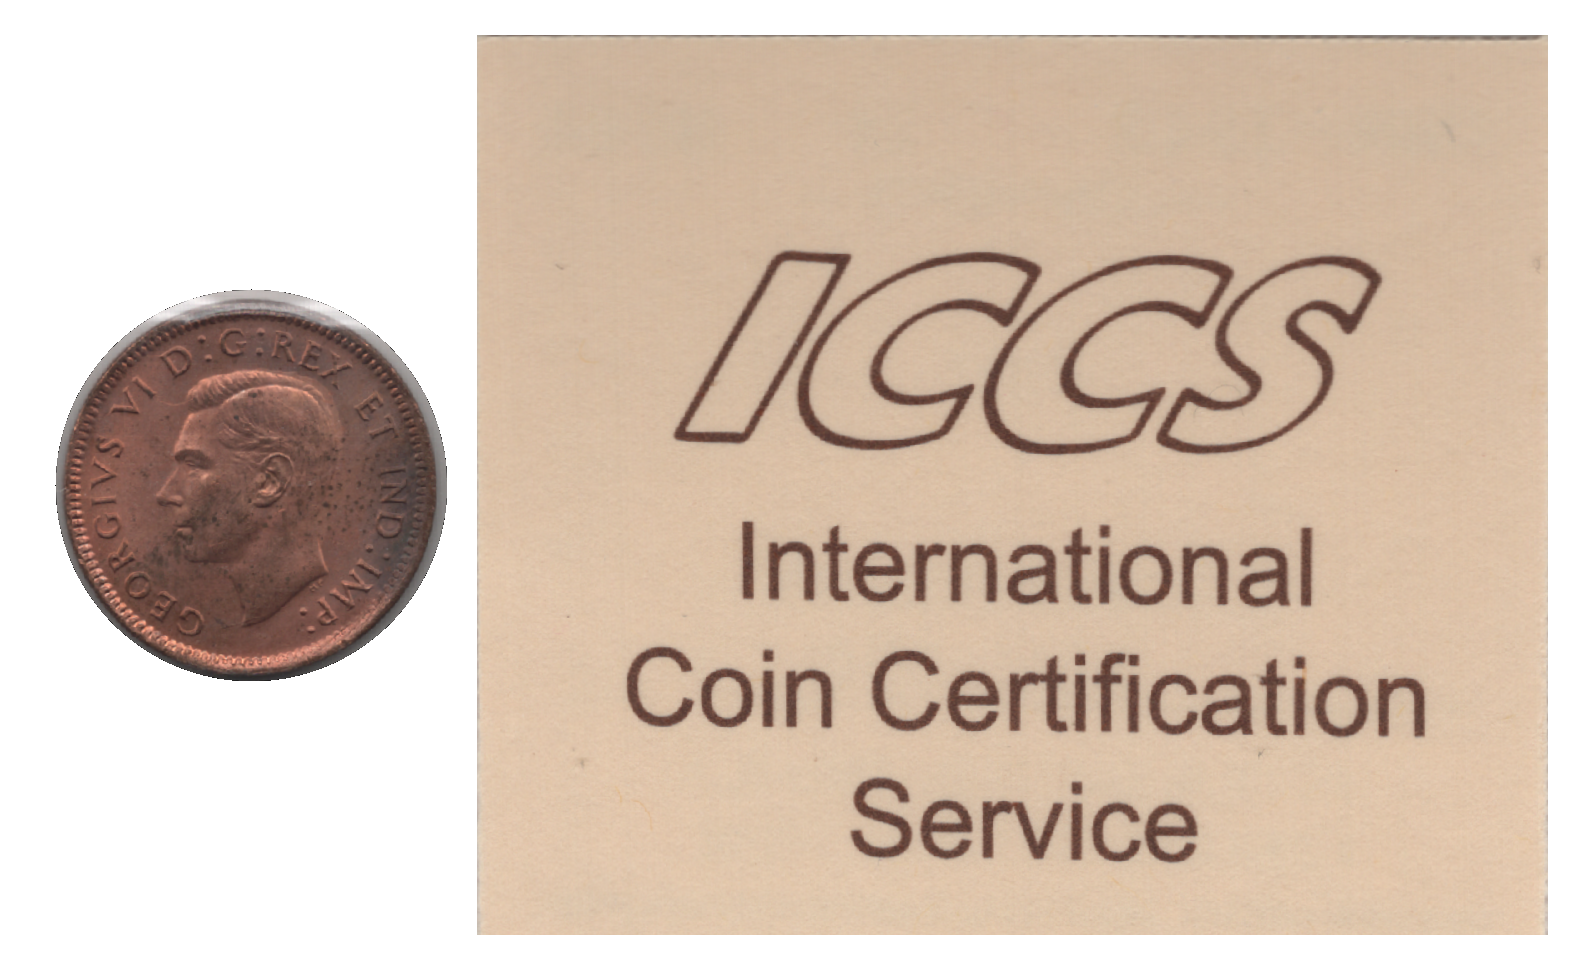 GEORGIVS VI D:G:REX ET IND:IMP:
ICCS
International
Coin Certification
Service